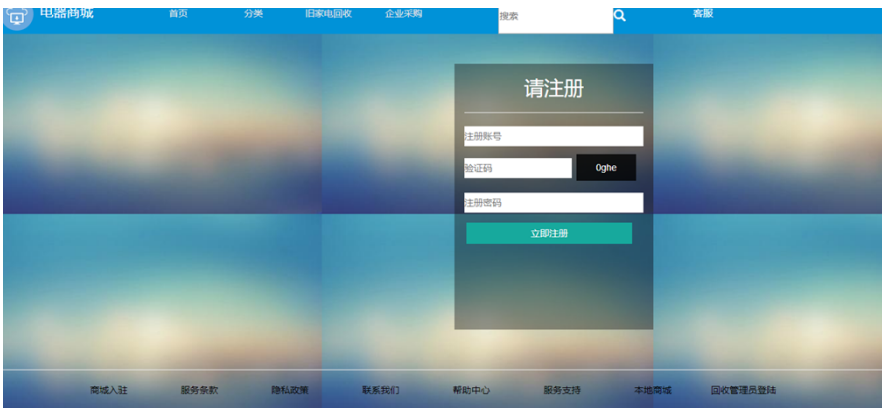 电器商城 首页 分类 旧家电回收 企业采购 搜索 客服
请注册
注册账号
验证码 0ghe
注册密码
立即注册
商城入驻 服务条款 隐私政策 联系我们 帮助中心 服务支持 本地商城 回收管理员登陆